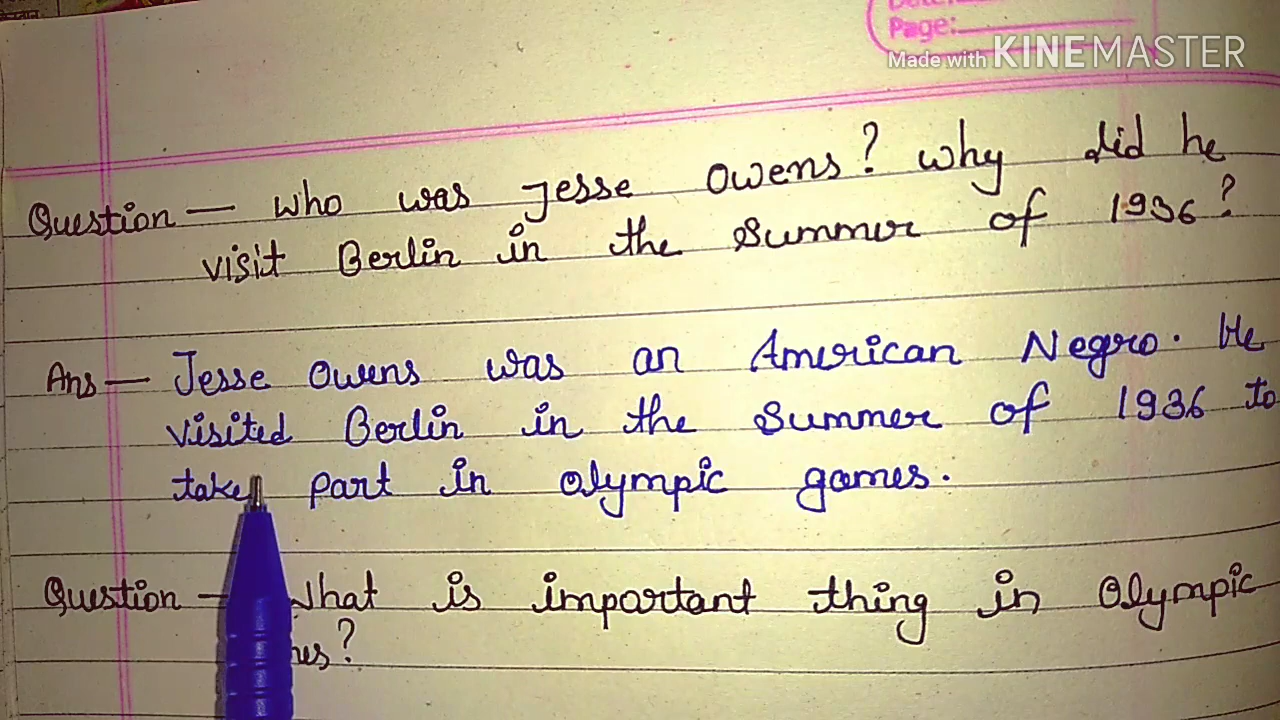 Page:
Made with KINEMASTER
Question — who was Jesse Owens? why did he
visit Berlin in the Summer of 1936?
Ans — Jesse Owens was an American Negro. He
visited Berlin in the Summer of 1936 to
take part in Olympic games.
Question — What is important thing in Olympic
?